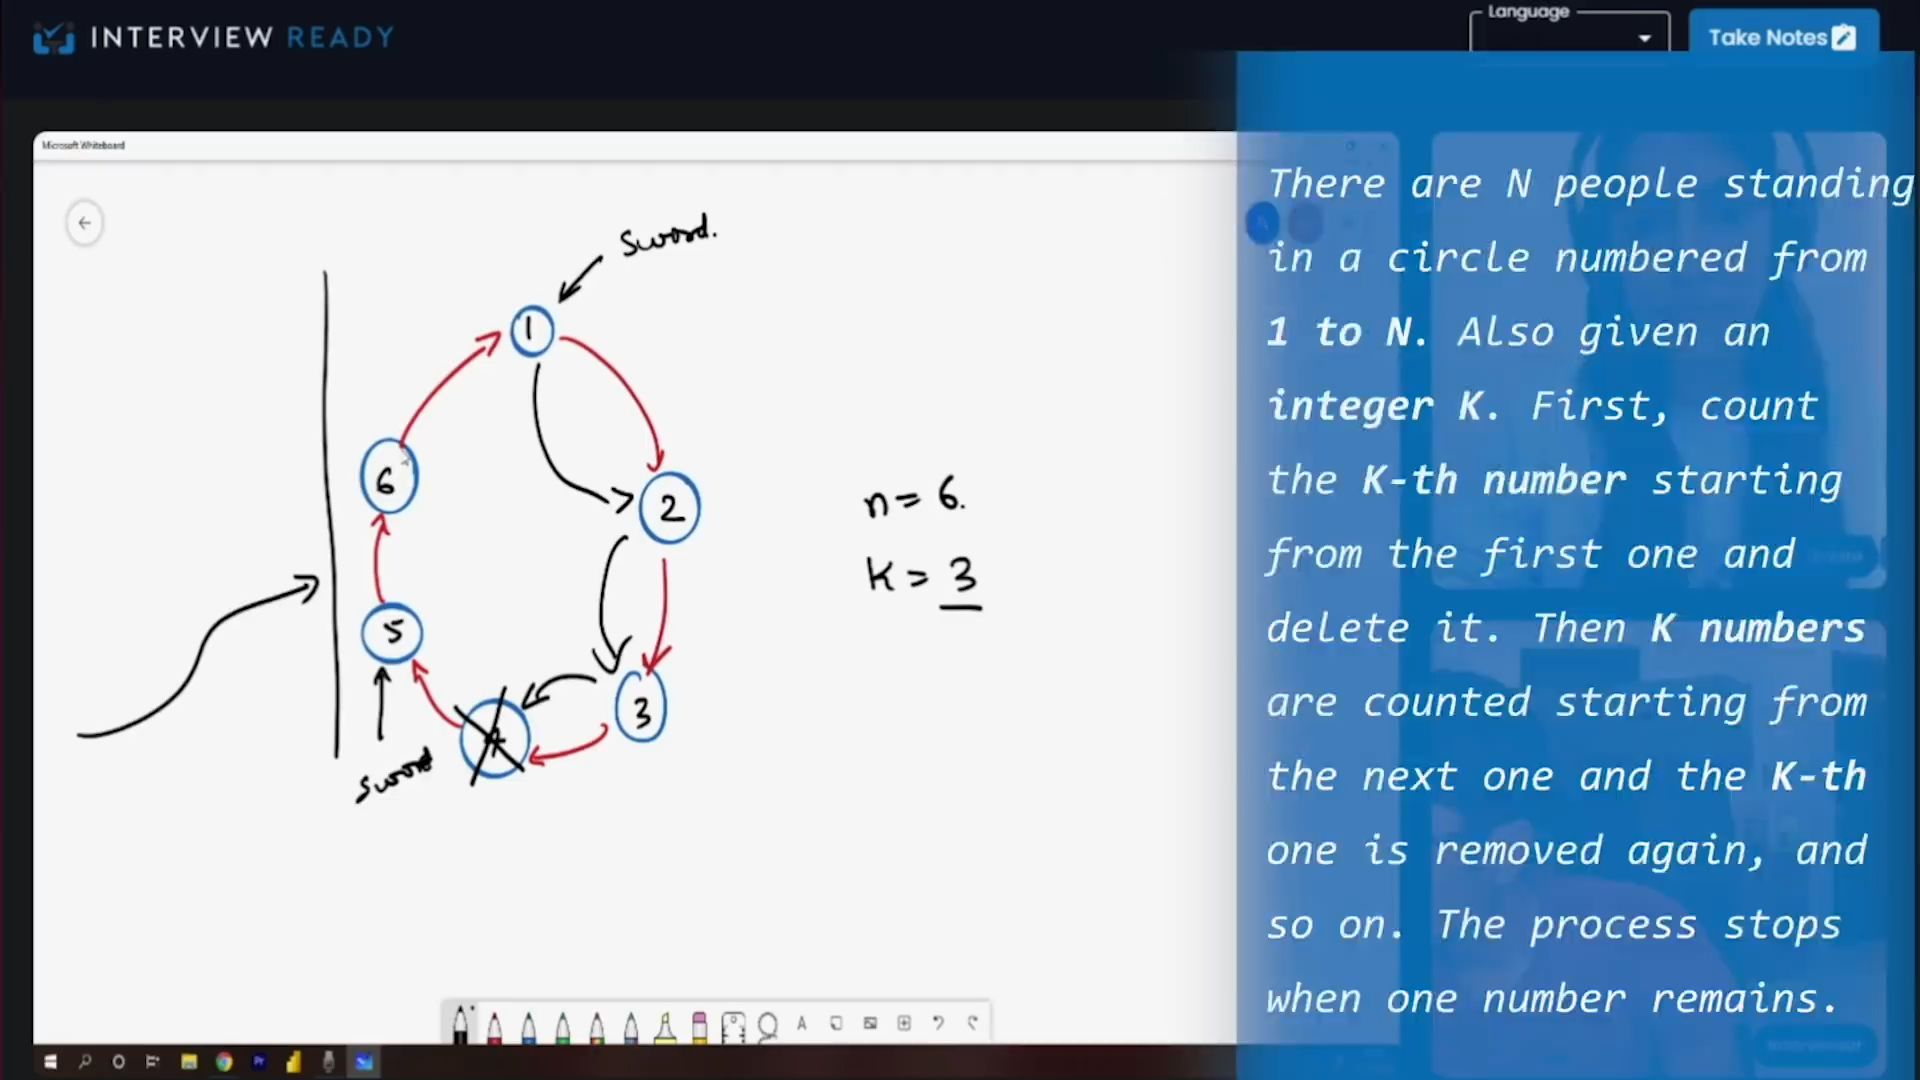 INTERVIEW READY
Language
Take Notes
Microsoft Whiteboard
Sword.
1
6
2
n = 6.
k = 3
5
3
Sword
A
There are N people standing
in a circle numbered from
1 to N. Also given an
integer K. First, count
the K-th number starting
from the first one and
delete it. Then K numbers
are counted starting from
the next one and the K-th
one is removed again, and
so on. The process stops
when one number remains.